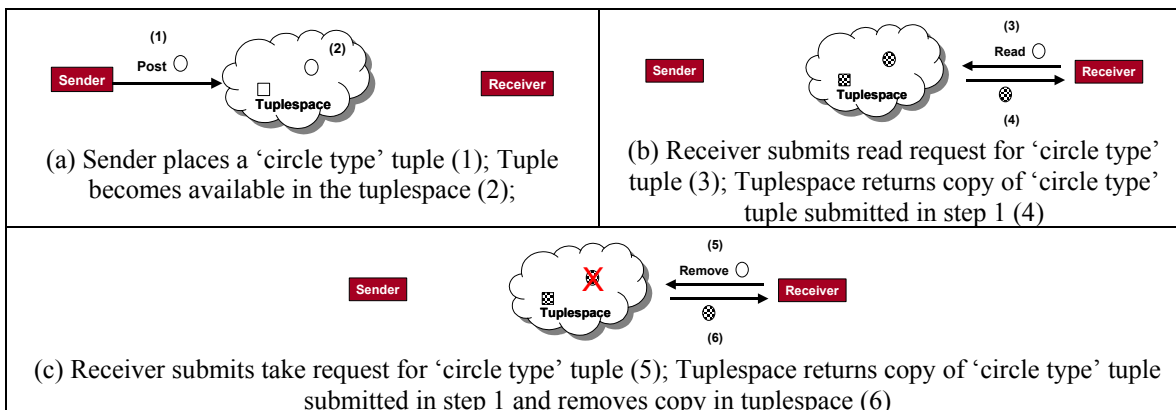 (1)
Post
(2)
Sender
Tuplespace
Receiver
(a) Sender places a ‘circle type’ tuple (1); Tuple
becomes available in the tuplespace (2);
(3)
Read
Sender
Tuplespace
Receiver
(4)
(b) Receiver submits read request for ‘circle type’
tuple (3); Tuplespace returns copy of ‘circle type’
tuple submitted in step 1 (4)
(5)
Remove
X
Sender
Tuplespace
Receiver
(6)
(c) Receiver submits take request for ‘circle type’ tuple (5); Tuplespace returns copy of ‘circle type’ tuple
submitted in step 1 and removes copy in tuplespace (6)